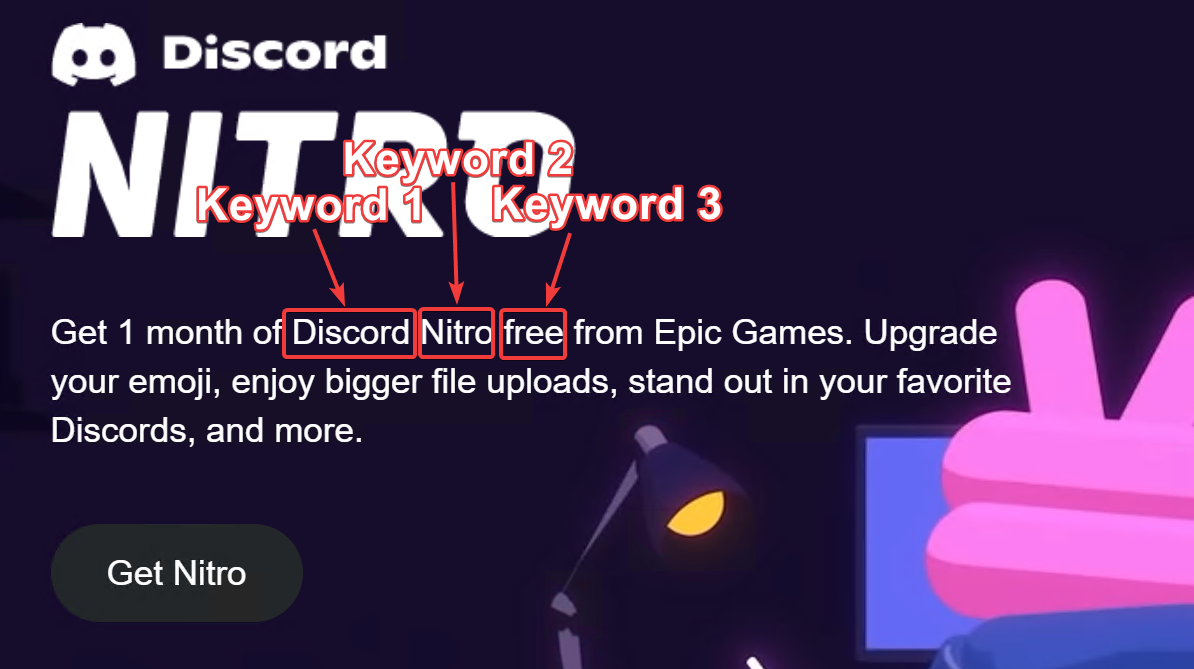 Discord
NITRO
Keyword 2
Keyword 1
Keyword 3
Get 1 month of Discord Nitro free from Epic Games. Upgrade
your emoji, enjoy bigger file uploads, stand out in your favorite
Discords, and more.
Get Nitro